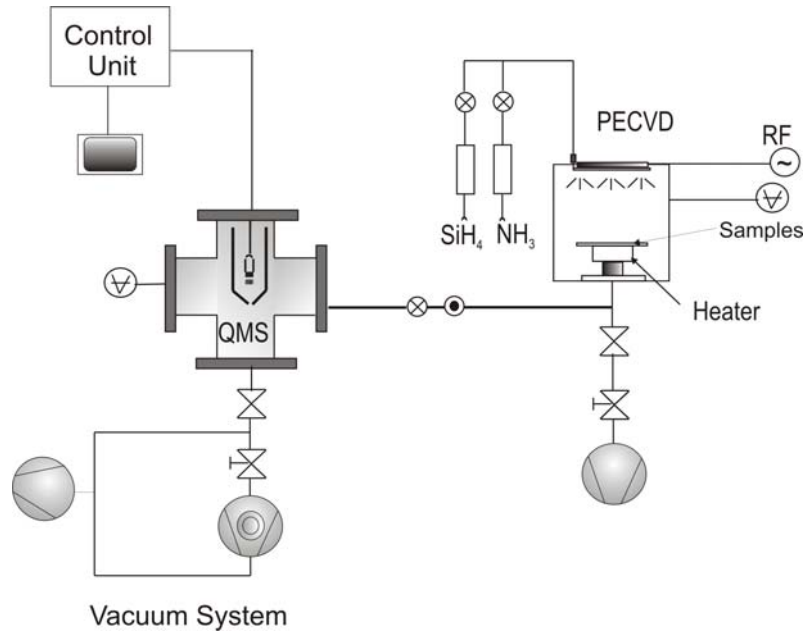 Control
Unit
PECVD
RF
~
SiH₄
NH₃
Samples
QMS
Heater
Vacuum System